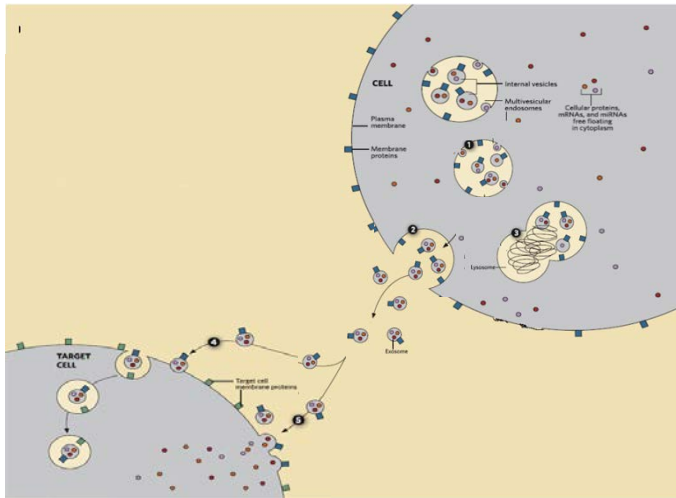 CELL
Internal vesicles
Multivesicular
endosomes
Cellular proteins,
mRNAs, and miRNAs
free floating
in cytoplasm
Plasma
membrane
Membrane
proteins
1
2
3
Lysosome
Exosome
4
TARGET
CELL
Target cell
membrane proteins
5